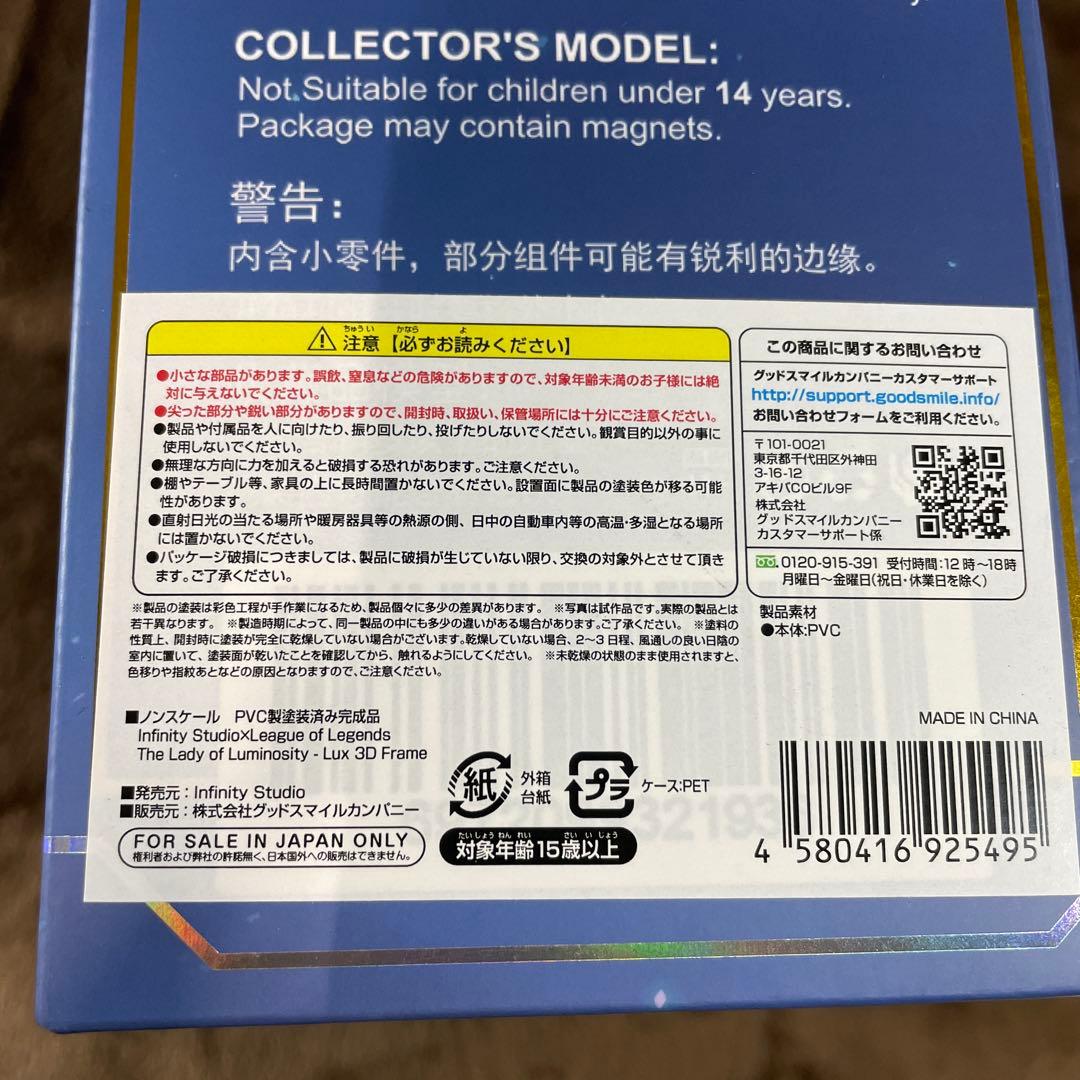 COLLECTOR'S MODEL:
Not Suitable for children under 14 years.
Package may contain magnets.
警告：
内含小零件，部分组件可能有锐利的边缘。
ちゅうい かなら よ
注意【必ずお読みください】
●小さな部品があります。誤飲、窒息などの危険がありますので、対象年齢未満のお子様には絶
対に与えないでください。
●尖った部分や鋭い部分がありますので、開封時、取扱い、保管場所には十分にご注意ください。
●製品や付属品を人に向けたり、振り回したり、投げたりしないでください。観賞目的以外の事に
使用しないでください。
●無理な方向に力を加えると破損する恐れがあります。ご注意ください。
●棚やテーブル等、家具の上に長時間置かないでください。設置面に製品の塗装色が移る可能
性があります。
●直射日光の当たる場所や暖房器具等の熱源の側、日中の自動車内等の高温・多湿となる場所
には置かないでください。
●パッケージ破損につきましては、製品に破損が生じていない限り、交換の対象外とさせて頂き
ます。ご了承ください。
この商品に関するお問い合わせ
グッドスマイルカンパニーカスタマーサポート
http://support.goodsmile.info/
お問い合わせフォームをご利用ください。
〒101-0021
東京都千代田区外神田
3-16-12
アキバCOビル9F
株式会社
グッドスマイルカンパニー
カスタマーサポート係
0120-915-391 受付時間：12時～18時
月曜日～金曜日（祝日・休業日を除く）
※製品の塗装は彩色工程が手作業になるため、製品個々に多少の差異があります。 ※写真は試作品です。実際の製品とは
若干異なります。 ※製造時期によって、同一製品の中にも多少の違いがある場合があります。ご了承ください。 ※塗料の
性質上、開封時に塗装が完全に乾燥していない場合がございます。乾燥していない場合、2～3日程、風通しの良い日陰の
室内に置いて、塗装面が乾いたことを確認してから、触れるようにしてください。 ※未乾燥の状態のまま使用されますと、
色移りや指紋あとなどの原因となりますので、ご注意ください。
製品素材
●本体：PVC
■ノンスケール PVC製塗装済み完成品
Infinity Studio×League of Legends
The Lady of Luminosity - Lux 3D Frame
■発売元：Infinity Studio
■販売元：株式会社グッドスマイルカンパニー
FOR SALE IN JAPAN ONLY
権利者および弊社の許諾無く、日本国外への販売はできません。
紙
外箱
台紙
プラ
ケース：PET
たいしょうねんれい さいいじょう
対象年齢15歳以上
MADE IN CHINA
4 580416 925495